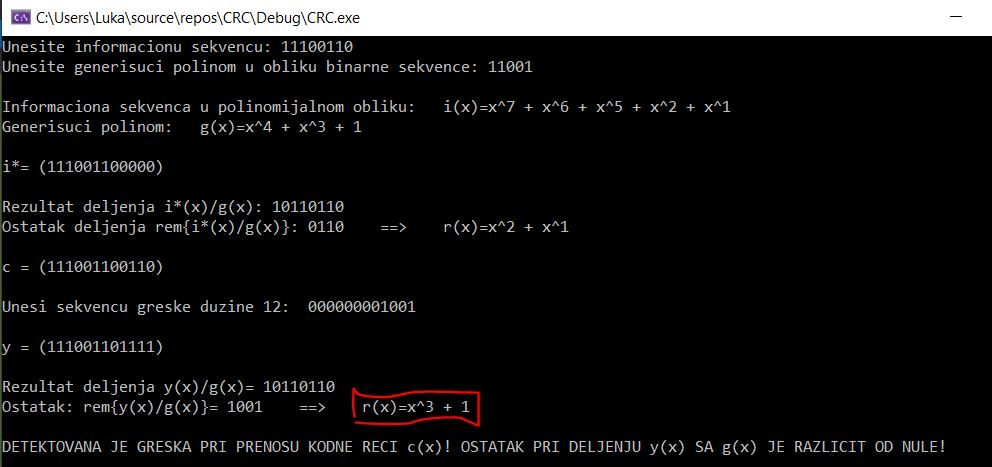 C:\Users\Luka\source\repos\CRC\Debug\CRC.exe
Unesite informacionu sekvencu: 11100110
Unesite generisuci polinom u obliku binarne sekvence: 11001
Informaciona sekvenca u polinomijalnom obliku:   i(x)=x^7 + x^6 + x^5 + x^2 + x^1
Generisuci polinom:   g(x)=x^4 + x^3 + 1
i*= (111001100000)
Rezultat deljenja i*(x)/g(x): 10110110
Ostatak deljenja rem{i*(x)/g(x)}: 0110    ==>    r(x)=x^2 + x^1
c = (111001100110)
Unesi sekvencu greske duzine 12:  000000001001
y = (111001101111)
Rezultat deljenja y(x)/g(x)= 10110110
Ostatak: rem{y(x)/g(x)}= 1001    ==>    r(x)=x^3 + 1
DETEKTOVANA JE GRESKA PRI PRENOSU KODNE RECI c(x)! OSTATAK PRI DELJENJU y(x) SA g(x) JE RAZLICIT OD NULE!